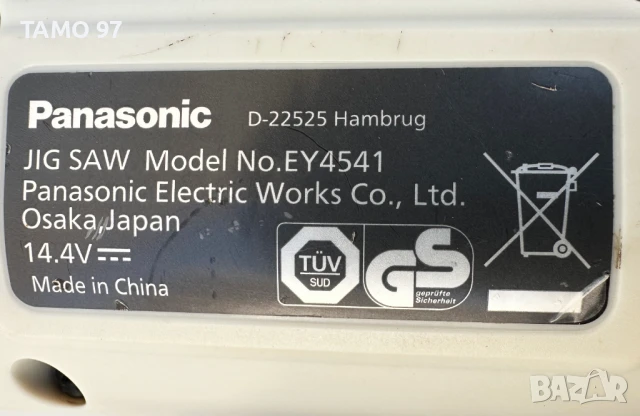 TAMO 97
Panasonic D-22525 Hambrug
JIG SAW Model No.EY4541
Panasonic Electric Works Co., Ltd.
Osaka,Japan
14.4V
Made in China
TÜV
SUD
GS
geprüfte
Sicherheit
BAZAR